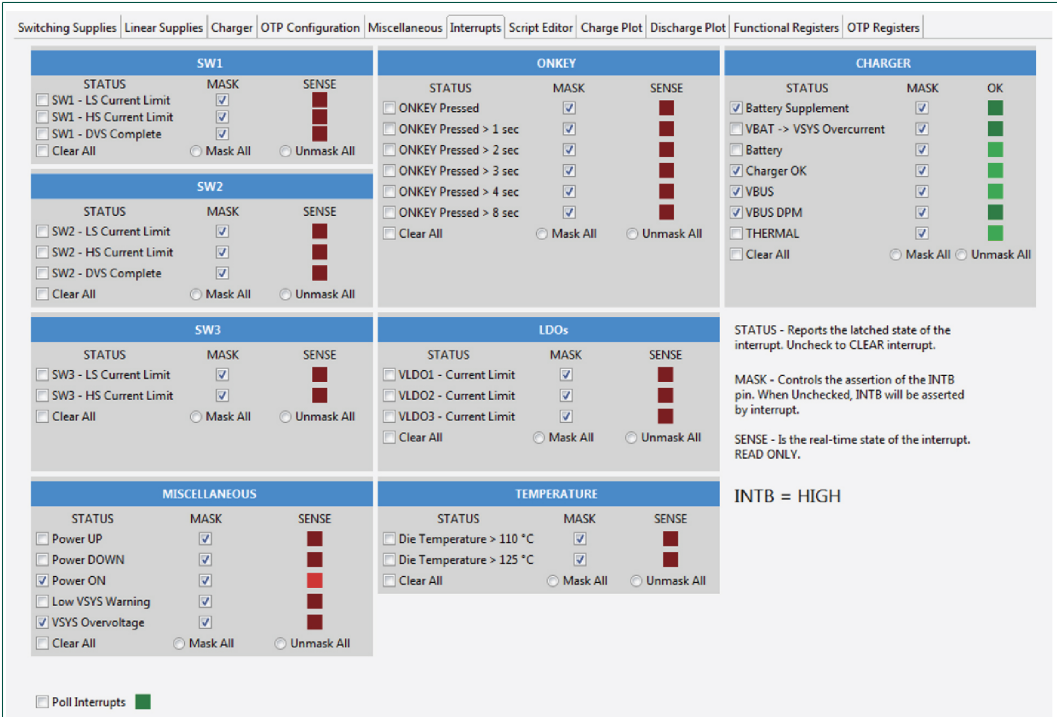 Switching Supplies Linear Supplies Charger OTP Configuration Miscellaneous Interrupts Script Editor Charge Plot Discharge Plot Functional Registers OTP Registers
SW1
STATUS MASK SENSE
SW1 - LS Current Limit
SW1 - HS Current Limit
SW1 - DVS Complete
Clear All Mask All Unmask All
SW2
STATUS MASK SENSE
SW2 - LS Current Limit
SW2 - HS Current Limit
SW2 - DVS Complete
Clear All Mask All Unmask All
SW3
STATUS MASK SENSE
SW3 - LS Current Limit
SW3 - HS Current Limit
Clear All Mask All Unmask All
MISCELLANEOUS
STATUS MASK SENSE
Power UP
Power DOWN
Power ON
Low VSYS Warning
VSYS Overvoltage
Clear All Mask All Unmask All
Poll Interrupts
ONKEY
STATUS MASK SENSE
ONKEY Pressed
ONKEY Pressed > 1 sec
ONKEY Pressed > 2 sec
ONKEY Pressed > 3 sec
ONKEY Pressed > 4 sec
ONKEY Pressed > 8 sec
Clear All Mask All Unmask All
LDOs
STATUS MASK SENSE
VLDO1 - Current Limit
VLDO2 - Current Limit
VLDO3 - Current Limit
Clear All Mask All Unmask All
TEMPERATURE
STATUS MASK SENSE
Die Temperature > 110 °C
Die Temperature > 125 °C
Clear All Mask All Unmask All
CHARGER
STATUS MASK OK
Battery Supplement
VBAT -> VSYS Overcurrent
Battery
Charger OK
VBUS
VBUS DPM
THERMAL
Clear All Mask All Unmask All
STATUS - Reports the latched state of the
interrupt. Uncheck to CLEAR interrupt.
MASK - Controls the assertion of the INTB
pin. When Unchecked, INTB will be asserted
by interrupt.
SENSE - Is the real-time state of the interrupt.
READ ONLY.
INTB = HIGH